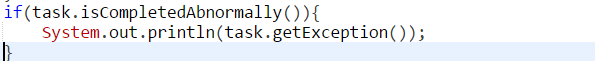 if(task.isCompletedAbnormally()){
    System.out.println(task.getException());
}